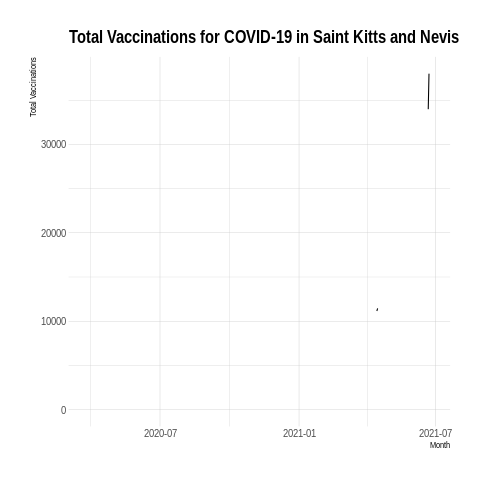 Total Vaccinations for COVID-19 in Saint Kitts and Nevis
Total Vaccinations
30000
20000
10000
0
2020-07 2021-01 2021-07
Month